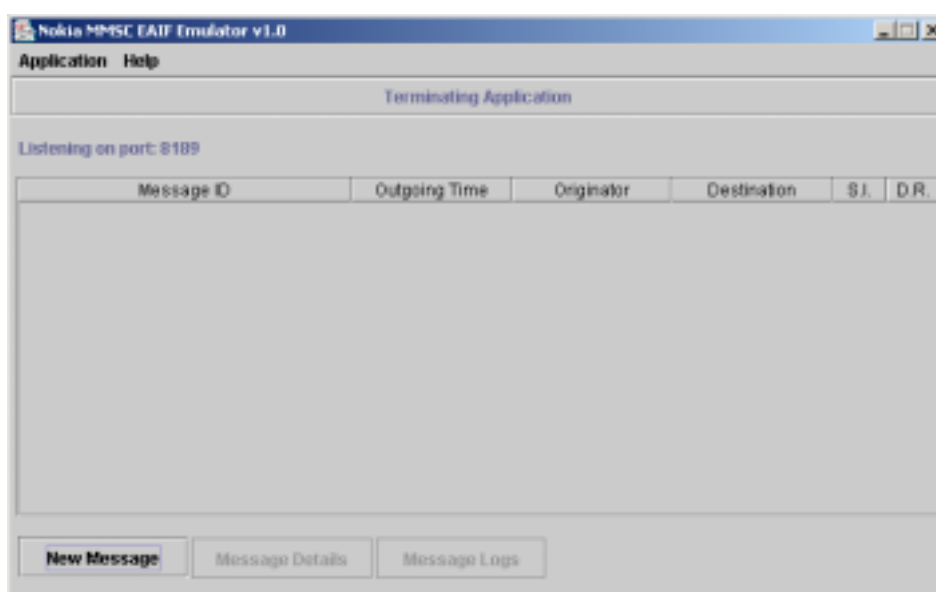 Nokia MMSC EAIF Emulator v1.0
Application Help
Terminating Application
Listening on port: 8189
Message ID Outgoing Time Originator Destination S.I. D.R.
New Message Message Details Message Logs